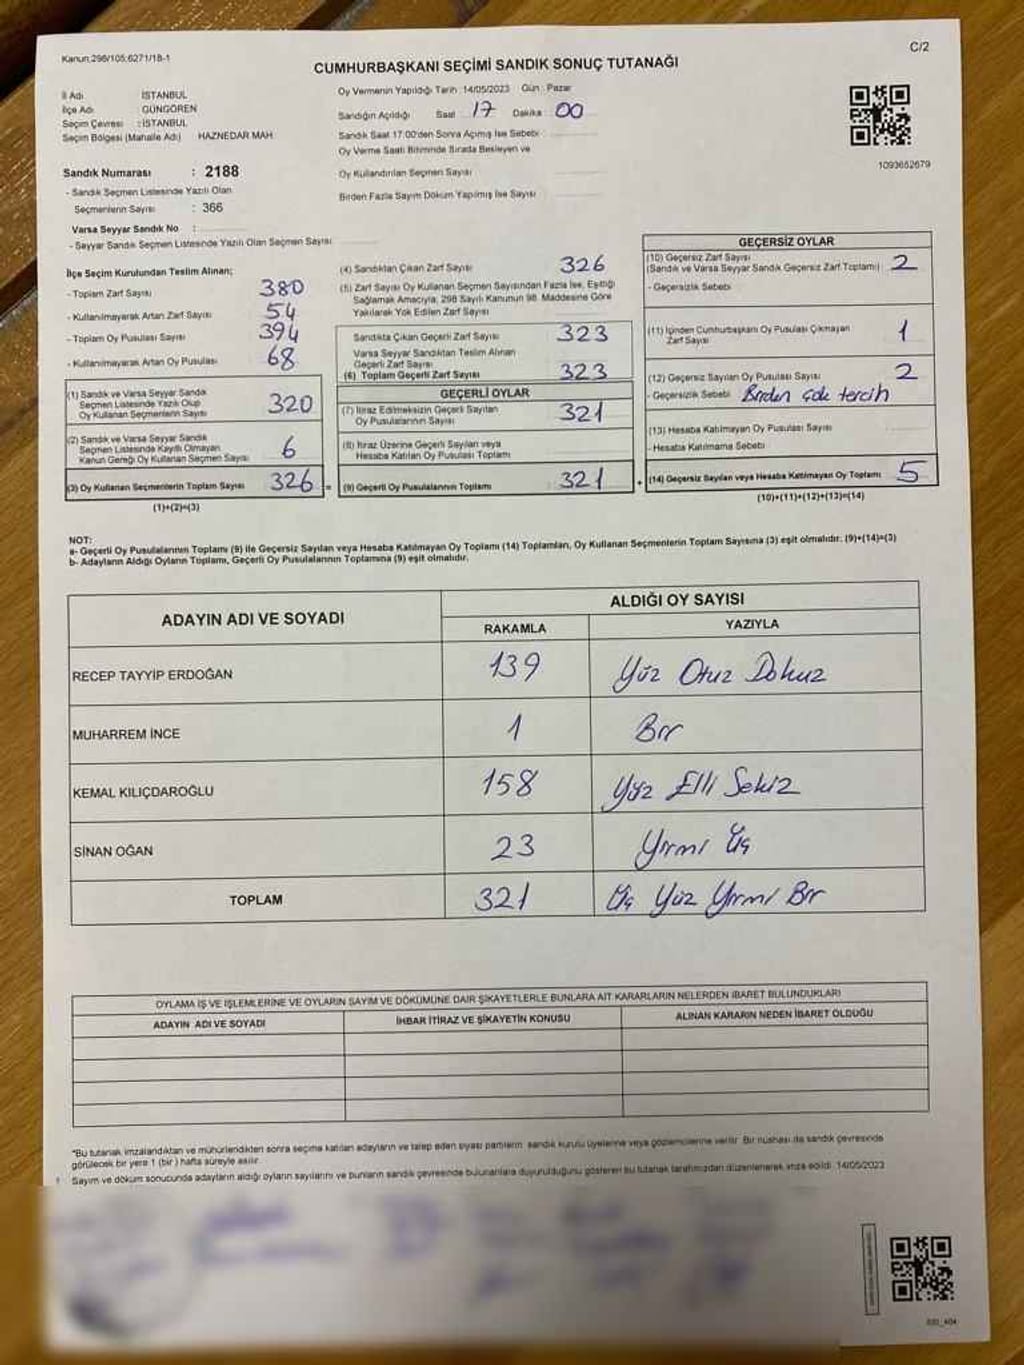 Kanun:298/105:6271/18-1
C/2
CUMHURBAŞKANI SEÇİMİ SANDIK SONUÇ TUTANAĞI
İl Adı : İSTANBUL
İlçe Adı : GÜNGÖREN
Seçim Çevresi : İSTANBUL
Seçim Bölgesi (Mahalle Adı) HAZNEDAR MAH.
Oy Vermenin Yapıldığı Tarih :14/05/2023 Gün : Pazar
Sandığın Açıldığı Saat 17 Dakika 00
Sandık Saat 17:00'den Sonra Açımış İse Sebebi
Oy Verme Saati Bitiminde Sırada Bekleyen ve
Oy Kullandırılan Seçmen Sayısı
Birden Fazla Sayım Döküm Yapılmış İse Sayısı
1093652679
Sandık Numarası : 2188
- Sandık Seçmen Listesinde Yazılı Olan
Seçmenlerin Sayısı : 366
Varsa Seyyar Sandık No :
- Seyyar Sandık Seçmen Listesinde Yazılı Olan Seçmen Sayısı
İlçe Seçim Kurulundan Teslim Alınan;
- Toplam Zarf Sayısı 380
- Kullanılmayarak Artan Zarf Sayısı 54
- Toplam Oy Pusulası Sayısı 394
- Kullanılmayarak Artan Oy Pusulası 68
(1) Sandık ve Varsa Seyyar Sandık
Seçmen Listesinde Yazılı Olup
Oy Kullanan Seçmenlerin Sayısı 320
(2) Sandık ve Varsa Seyyar Sandık
Seçmen Listesinde Kayıtlı Olmayan
Kanun Gereği Oy Kullanan Seçmen Sayısı 6
(3) Oy Kullanan Seçmenlerin Toplam Sayısı 326 =
(1)+(2)=(3)
(4) Sandıktan Çıkan Zarf Sayısı 326
(5) Zarf Sayısı Oy Kullanan Seçmen Sayısından Fazla İse, Eşitliği
Sağlamak Amacıyla; 298 Sayılı Kanunun 98. Maddesine Göre
Yakılarak Yok Edilen Zarf Sayısı
Sandıkta Çıkan Geçerli Zarf Sayısı 323
Varsa Seyyar Sandıktan Teslim Alınan
Geçerli Zarf Sayısı
(6) Toplam Geçerli Zarf Sayısı 323
GEÇERLİ OYLAR
(7) İtiraz Edilmeksizin Geçerli Sayılan
Oy Pusulasının Sayısı 321
(8) İtiraz Üzerine Geçerli Sayılan veya
Hesaba Katılan Oy Pusulası Toplamı
(9) Geçerli Oy Pusulalarının Toplamı 321 +
GEÇERSİZ OYLAR
(10) Geçersiz Zarf Sayısı
(Sandık ve Varsa Seyyar Sandık Geçersiz Zarf Toplamı) 2
- Geçersizlik Sebebi
(11) İçinden Cumhurbaşkanı Oy Pusulası Çıkmayan
Zarf Sayısı 1
(12) Geçersiz Sayılan Oy Pusulası Sayısı 2
- Geçersizlik Sebebi Birden çok tercih
(13) Hesaba Katılmayan Oy Pusulası Sayısı
- Hesaba Katılmama Sebebi
(14) Geçersiz Sayılan veya Hesaba Katılmayan Oy Toplamı 5
(10)+(11)+(12)+(13)=(14)
NOT:
a- Geçerli Oy Pusulalarının Toplamı (9) ile Geçersiz Sayılan veya Hesaba Katılmayan Oy Toplamı (14) Toplamları, Oy Kullanan Seçmenlerin Toplam Sayısına (3) eşit olmalıdır. (9)+(14)=(3)
b- Adayların Aldığı Oyların Toplamı, Geçerli Oy Pusulalarının Toplamına (9) eşit olmalıdır.
ADAYIN ADI VE SOYADI
ALDIĞI OY SAYISI
RAKAMLA YAZIYLA
RECEP TAYYİP ERDOĞAN 139 Yüz Otuz Dokuz
MUHARREM İNCE 1 Bir
KEMAL KILIÇDAROĞLU 158 Yüz Elli Sekiz
SİNAN OĞAN 23 Yirmi Üç
TOPLAM 321 Üç Yüz Yirmi Bir
OYLAMA İŞ VE İŞLEMLERİNE VE OYLARIN SAYIM VE DÖKÜMÜNE DAİR ŞİKAYETLERLE BUNLARA AİT KARARLARIN NELERDEN İBARET BULUNDUKLARI
ADAYIN ADI VE SOYADI İHBAR İTİRAZ VE ŞİKAYETİN KONUSU ALINAN KARARIN NEDEN İBARET OLDUĞU
*Bu tutanak imzalandıktan ve mühürlendikten sonra seçime katılan adayların ve talep eden siyasi partilerin sandık kurulu üyelerine veya gözlemcilerine verilir. Bir nüshası da sandık çevresinde
görülecek bir yere 1 (bir) hafta süreyle asılır.
Sayım ve döküm sonucunda adayların aldığı oyların sayılarını ve bunların sandık çevresinde bulunanlara duyurulduğunu gösteren bu tutanak tarafımızdan düzenlenerek imza edildi. 14/05/2023